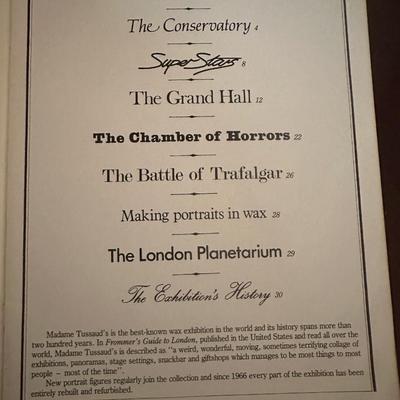 The Conservatory 4
Super Stars 8
The Grand Hall 12
The Chamber of Horrors 22
The Battle of Trafalgar 26
Making portraits in wax 28
The London Planetarium 29
The Exhibition's History 30
Madame Tussaud's is the best-known wax exhibition in the world and its history spans more than
two hundred years. In Frommer's Guide to London, published in the United States and read all over the
world, Madame Tussaud's is described as "a weird, wonderful, moving, sometimes terrifying collage of
exhibitions, panoramas, stage settings, snackbar and giftshops which manages to be most things to most
people – most of the time".
New portrait figures regularly join the collection and since 1966 every part of the exhibition has been
entirely rebuilt and refurbished.